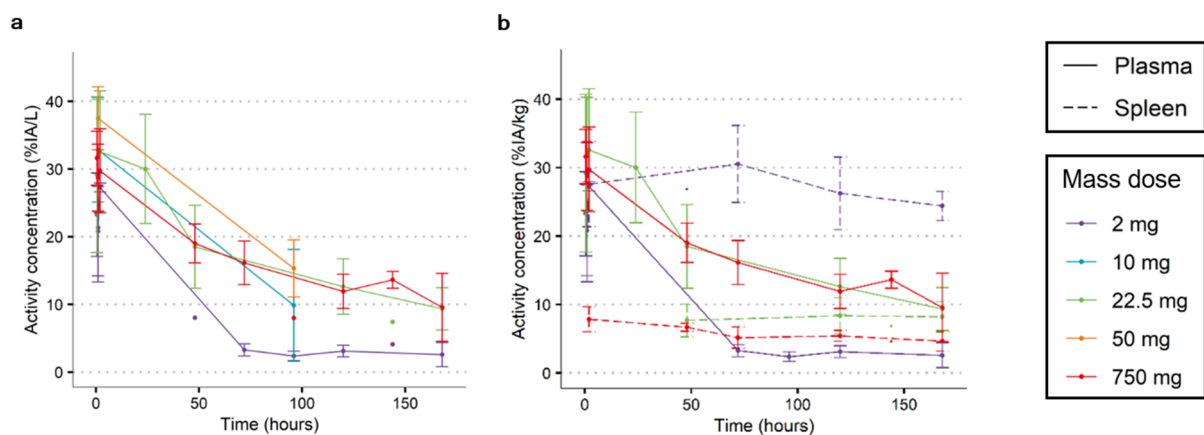 a
Activity concentration (%IA/L)
40
30
20
10
0
0 50 100 150
Time (hours)
b
Activity concentration (%IA/kg)
40
30
20
10
0
0 50 100 150
Time (hours)
Plasma
Spleen
Mass dose
2 mg
10 mg
22.5 mg
50 mg
750 mg